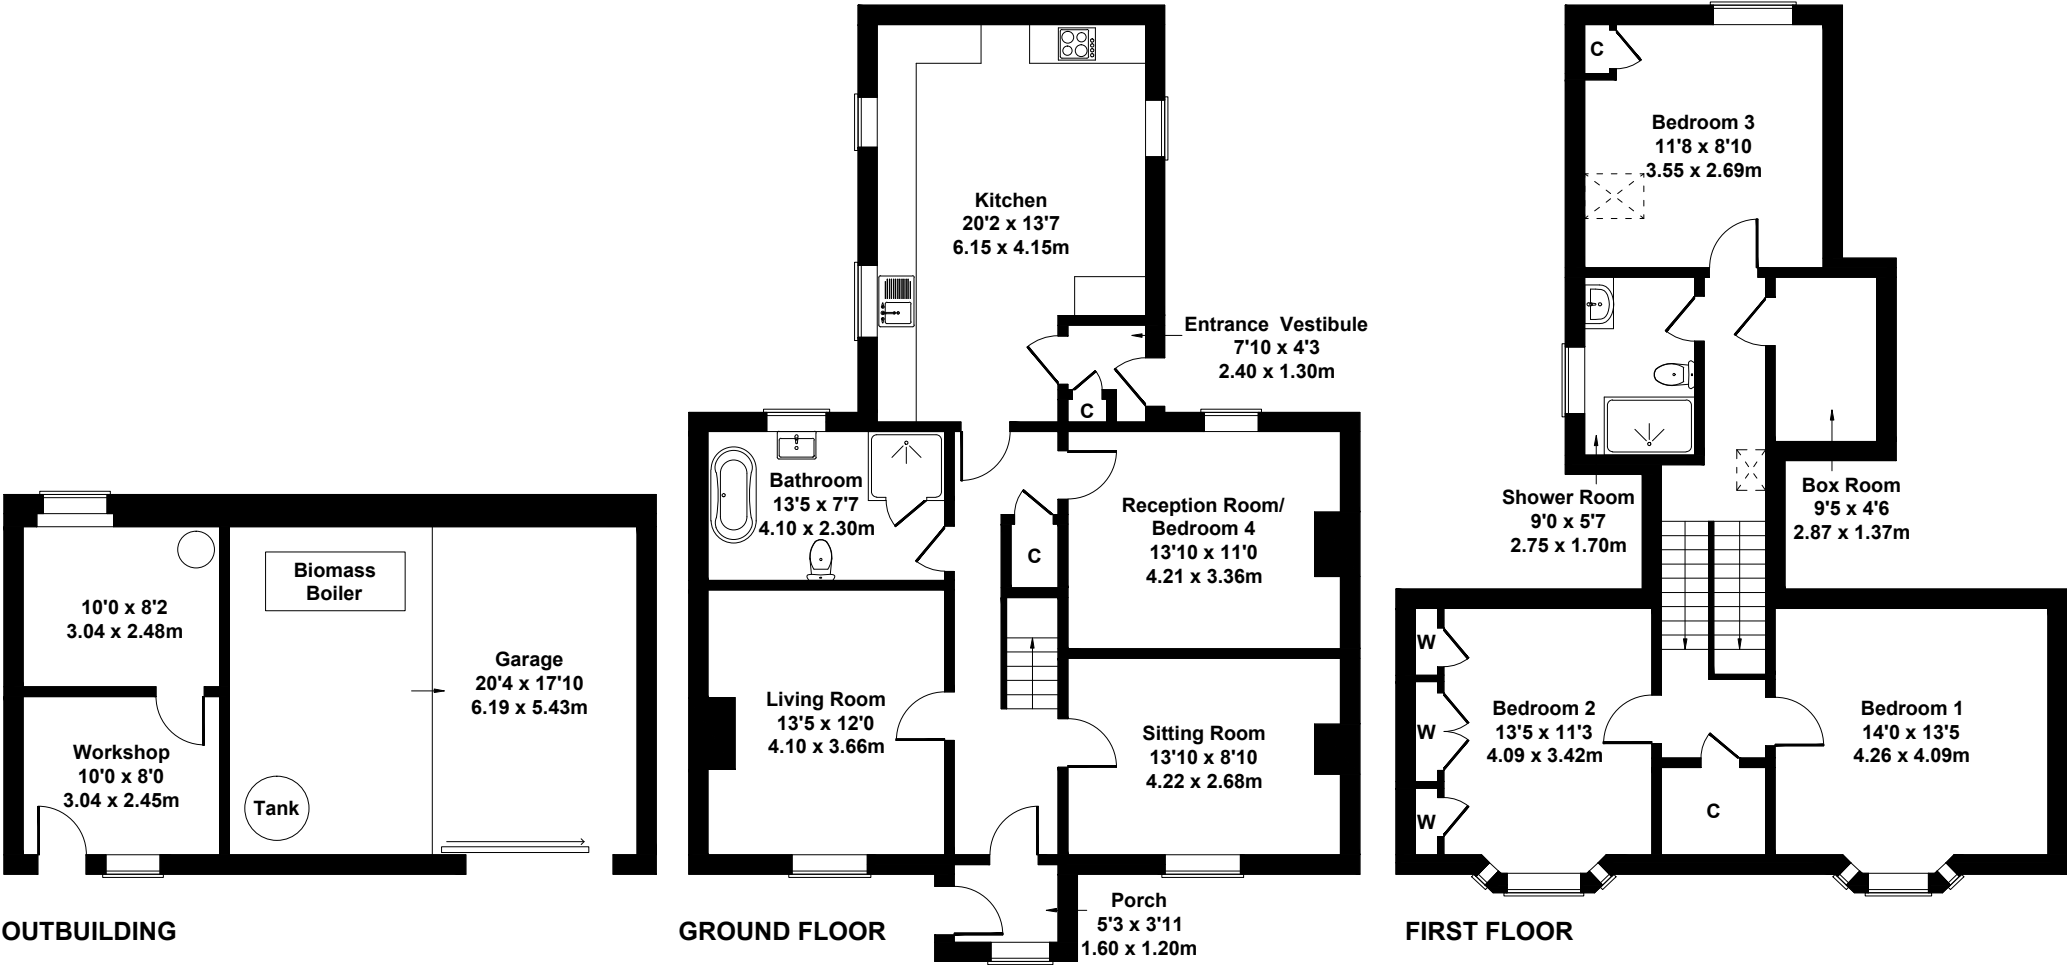 Biomass
Boiler
10'0 x 8'2
3.04 x 2.48m
Garage
20'4 x 17'10
6.19 x 5.43m
Workshop
10'0 x 8'0
3.04 x 2.45m
Tank
OUTBUILDING
Kitchen
20'2 x 13'7
6.15 x 4.15m
Entrance Vestibule
7'10 x 4'3
2.40 x 1.30m
C
Bathroom
13'5 x 7'7
4.10 x 2.30m
Reception Room/
Bedroom 4
13'10 x 11'0
4.21 x 3.36m
C
Living Room
13'5 x 12'0
4.10 x 3.66m
Sitting Room
13'10 x 8'10
4.22 x 2.68m
Porch
5'3 x 3'11
1.60 x 1.20m
GROUND FLOOR
C
Bedroom 3
11'8 x 8'10
3.55 x 2.69m
Shower Room
9'0 x 5'7
2.75 x 1.70m
Box Room
9'5 x 4'6
2.87 x 1.37m
W
W
W
Bedroom 2
13'5 x 11'3
4.09 x 3.42m
Bedroom 1
14'0 x 13'5
4.26 x 4.09m
C
FIRST FLOOR